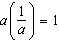 a(1/a) = 1